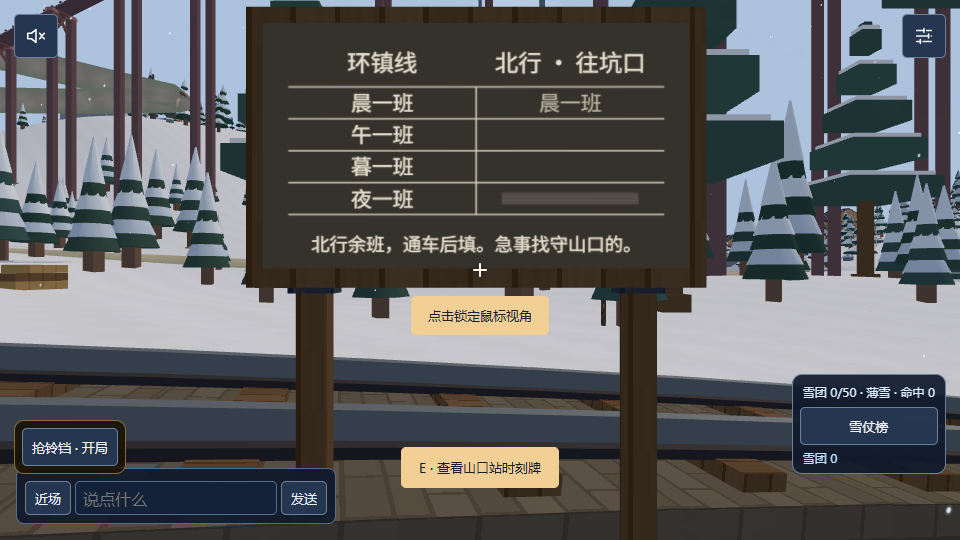 环镇线 北行 · 往坑口
晨一班 晨一班
午一班
暮一班
夜一班
北行余班，通车后填。急事找守山口的。
点击锁定鼠标视角
雪团 0/50 · 薄雪 · 命中 0
雪仗榜
雪团 0
抢铃铛 · 开局
E · 查看山口站时刻牌
近场 说点什么 发送